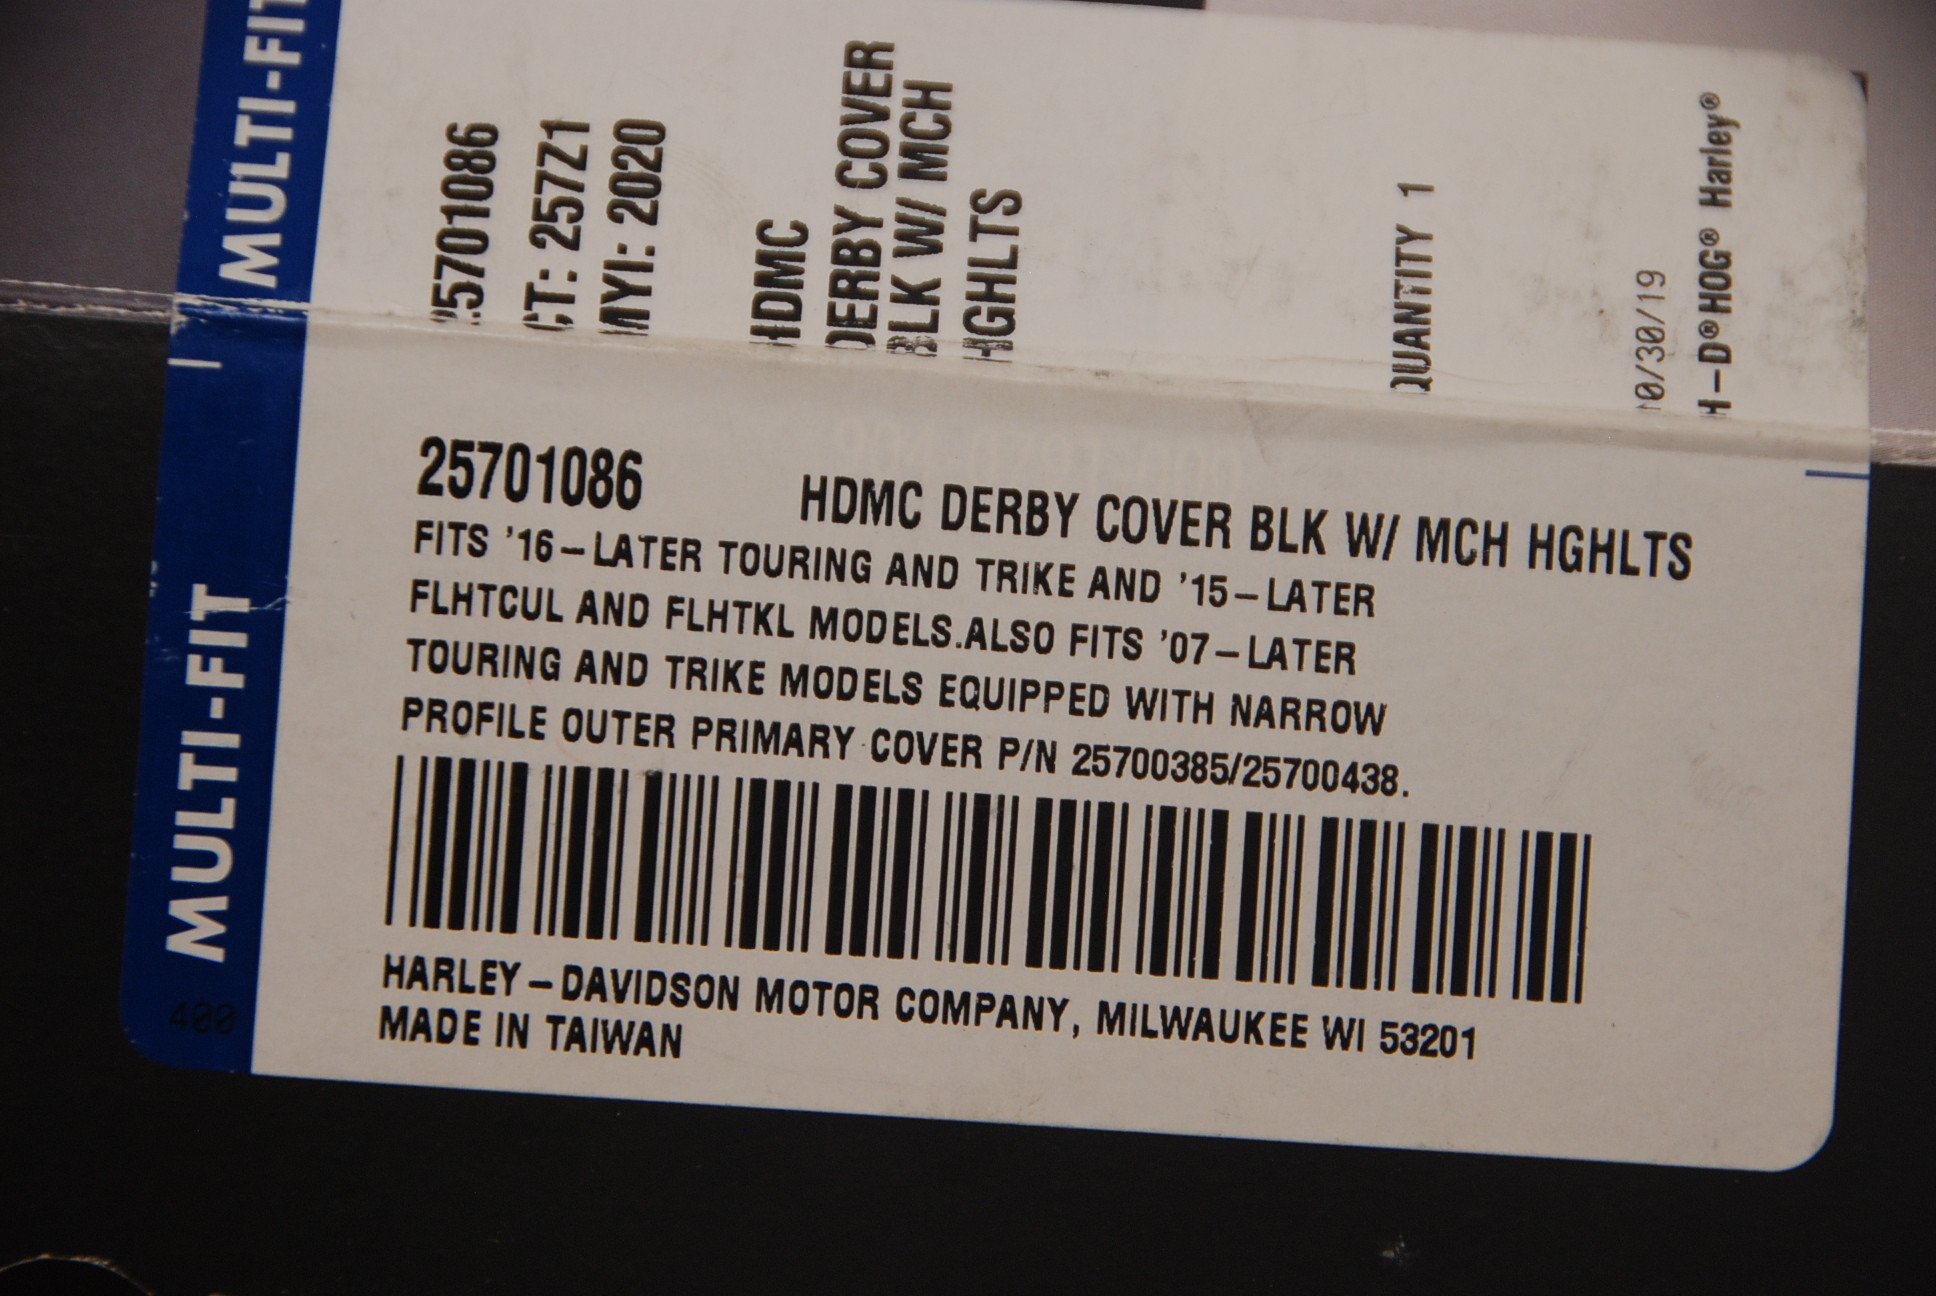 MULTI-FIT
25701086
CT: 257Z1
MYI: 2020
HDMC
DERBY COVER
BLK W/ MCH
HGHLTS
QUANTITY 1
10/30/19
H-D® HOG® Harley®
MULTI-FIT
400
25701086 HDMC DERBY COVER BLK W/ MCH HGHLTS
FITS '16-LATER TOURING AND TRIKE AND '15-LATER
FLHTCUL AND FLHTKL MODELS.ALSO FITS '07-LATER
TOURING AND TRIKE MODELS EQUIPPED WITH NARROW
PROFILE OUTER PRIMARY COVER P/N 25700385/25700438.
HARLEY-DAVIDSON MOTOR COMPANY, MILWAUKEE WI 53201
MADE IN TAIWAN